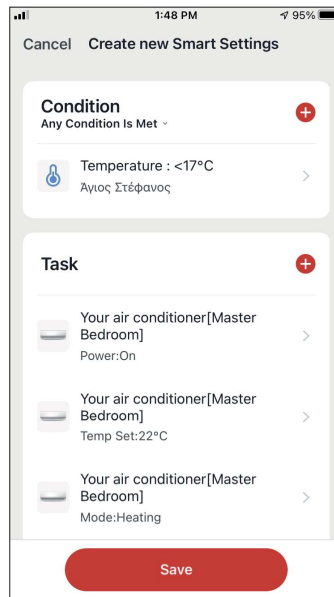 1:48 PM
95%
Cancel
Create new Smart Settings
Condition
Any Condition Is Met
Temperature : <17°C
Άγιος Στέφανος
Task
Your air conditioner[Master
Bedroom]
Power:On
Your air conditioner[Master
Bedroom]
Temp Set:22°C
Your air conditioner[Master
Bedroom]
Mode:Heating
Save